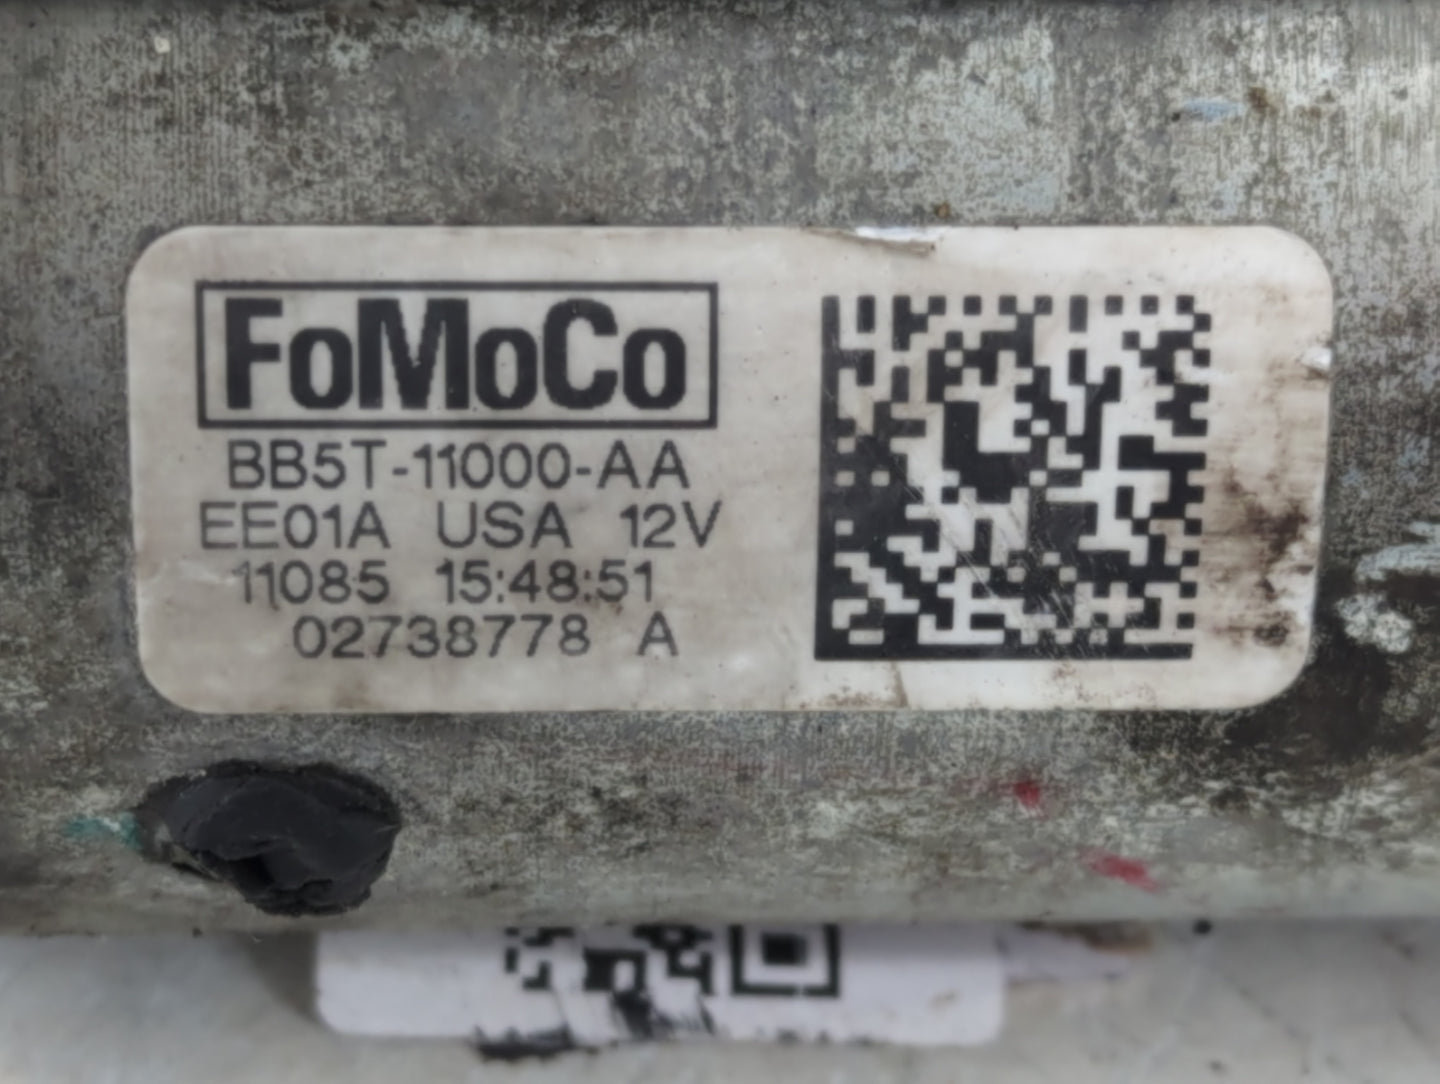 FoMoCo
BB5T-11000-AA
EE01A USA 12V
11085 15:48:51
02738778 A